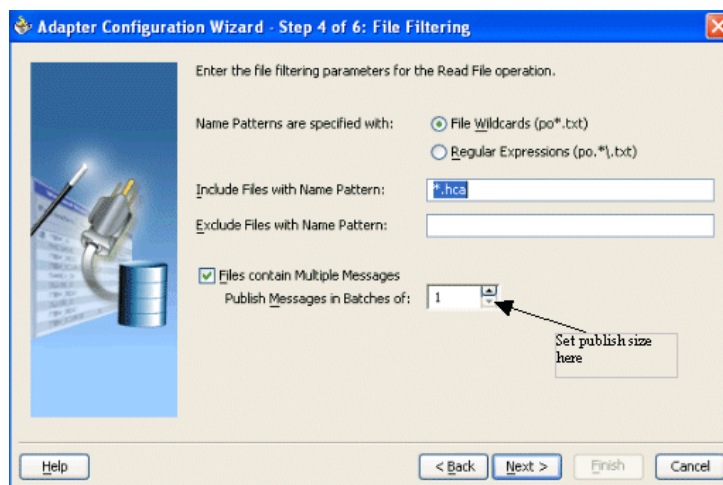 Adapter Configuration Wizard - Step 4 of 6: File Filtering
Enter the file filtering parameters for the Read File operation.
Name Patterns are specified with:
File Wildcards (po*.txt)
Regular Expressions (po.*\.txt)
Include Files with Name Pattern:
*.hca
Exclude Files with Name Pattern:
Files contain Multiple Messages
Publish Messages in Batches of:
1
Set publish size
here
Help
< Back
Next >
Finish
Cancel